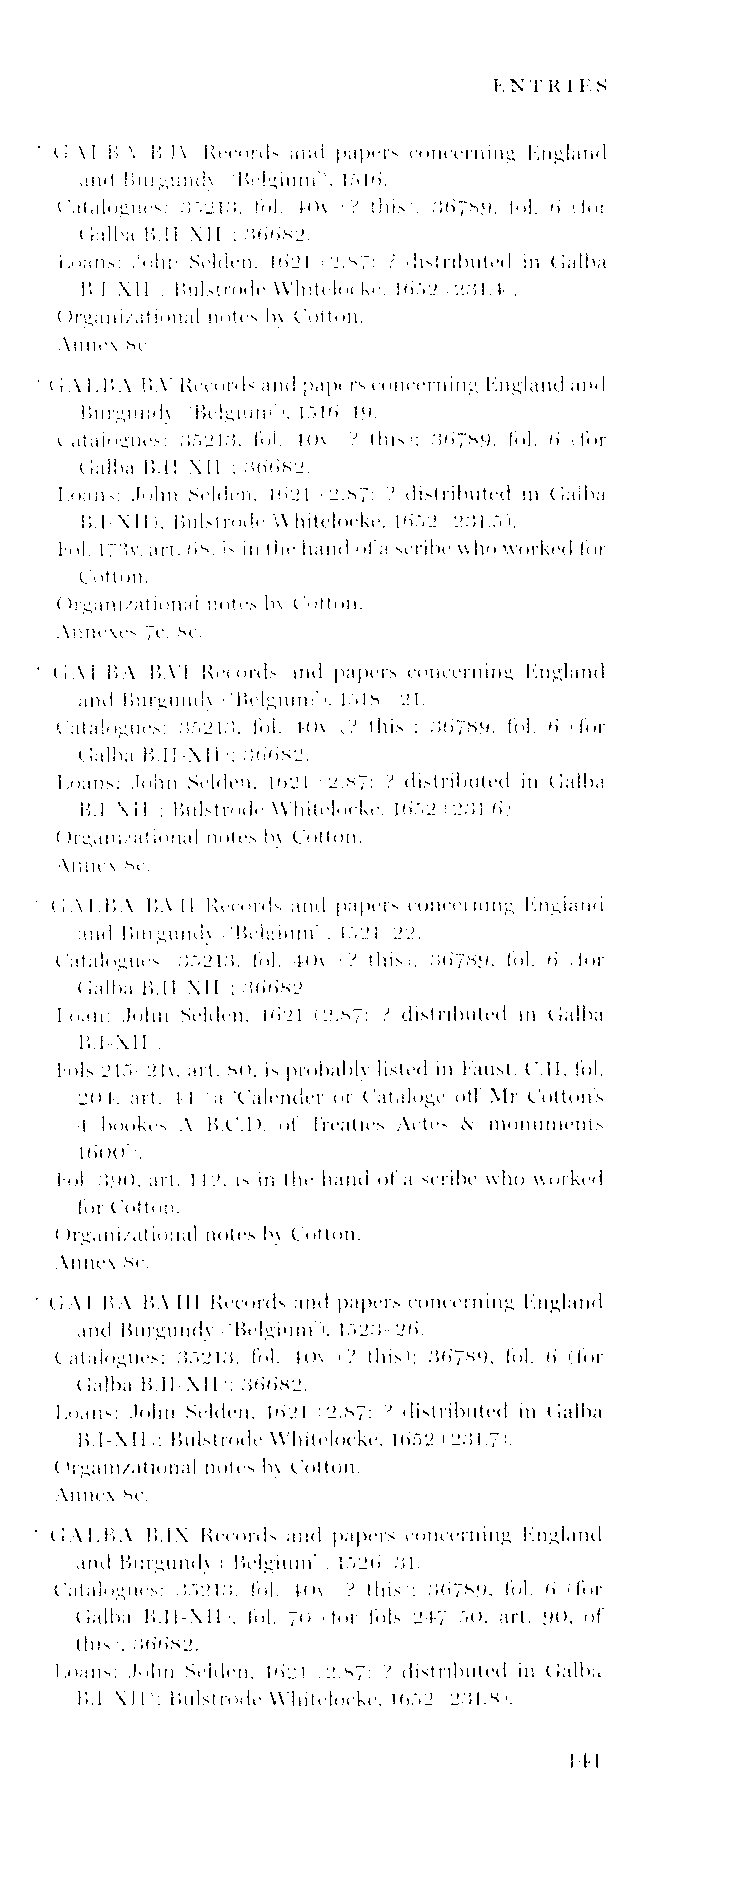 ENTRIES
* GALBA B.IV Records and papers concerning England
and Burgundy ('Belgium'), 1516.
Catalogues: 35213, fol. 40v (? this); 36789, fol. 6 (for
Galba B.II-XII); 36682.
Loans: John Selden, 1621 (2.87: ? distributed in Galba
B.I-XII); Bulstrode Whitelocke, 1652 (231.4).
Organizational notes by Cotton.
Annex 8c.
* GALBA B.V Records and papers concerning England and
Burgundy ('Belgium'), 1516-19.
Catalogues: 35213, fol. 40v (? this); 36789, fol. 6 (for
Galba B.II-XII); 36682.
Loans: John Selden, 1621 (2.87: ? distributed in Galba
B.I-XII); Bulstrode Whitelocke, 1652 (231.5).
Fol. 173v, art. 68, is in the hand of a scribe who worked for
Cotton.
Organizational notes by Cotton.
Annexes 7c, 8c.
* GALBA B.VI Records and papers concerning England
and Burgundy ('Belgium'), 1518-21.
Catalogues: 35213, fol. 40v (? this); 36789, fol. 6 (for
Galba B.II-XII); 36682.
Loans: John Selden, 1621 (2.87: ? distributed in Galba
B.I-XII); Bulstrode Whitelocke, 1652 (231.6).
Organizational notes by Cotton.
Annex 8c.
* GALBA B.VII Records and papers concerning England
and Burgundy ('Belgium'), 1521-22.
Catalogues: 35213, fol. 40v (? this); 36789, fol. 6 (for
Galba B.II-XII); 36682.
Loan: John Selden, 1621 (2.87: ? distributed in Galba
B.I-XII).
Fols 215-21v, art. 80, is probably listed in Faust. C.II, fol.
204, art. 44 (a 'Calender or Cataloge off Mr Cotton's
4 bookes A B.C.D. of Treaties Actes & monuments
1600').
Fol. 390, art. 112, is in the hand of a scribe who worked
for Cotton.
Organizational notes by Cotton.
Annex 8c.
* GALBA B.VIII Records and papers concerning England
and Burgundy ('Belgium'), 1523-26.
Catalogues: 35213, fol. 40v (? this); 36789, fol. 6 (for
Galba B.II-XII); 36682.
Loans: John Selden, 1621 (2.87: ? distributed in Galba
B.I-XII); Bulstrode Whitelocke, 1652 (231.7).
Organizational notes by Cotton.
Annex 8c.
* GALBA B.IX Records and papers concerning England
and Burgundy ('Belgium'), 1526-31.
Catalogues: 35213, fol. 40v (? this); 36789, fol. 6 (for
Galba B.II-XII), fol. 70 (for fols 247-50, art. 90, of
this); 36682.
Loans: John Selden, 1621 (2.87: ? distributed in Galba
B.I-XII); Bulstrode Whitelocke, 1652 (231.8).
141